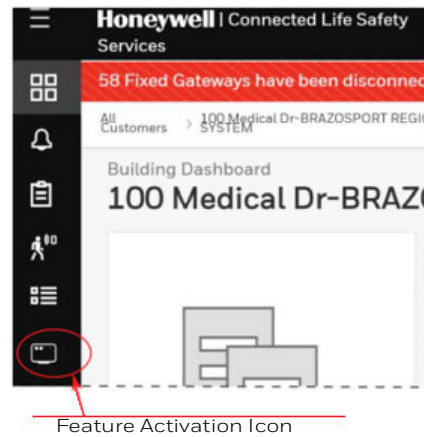 Honeywell | Connected Life Safety
Services
58 Fixed Gateways have been disconnec
All
Customers > 100 Medical Dr-BRAZOSPORT REGI
SYSTEM
Building Dashboard
100 Medical Dr-BRAZ
Feature Activation Icon